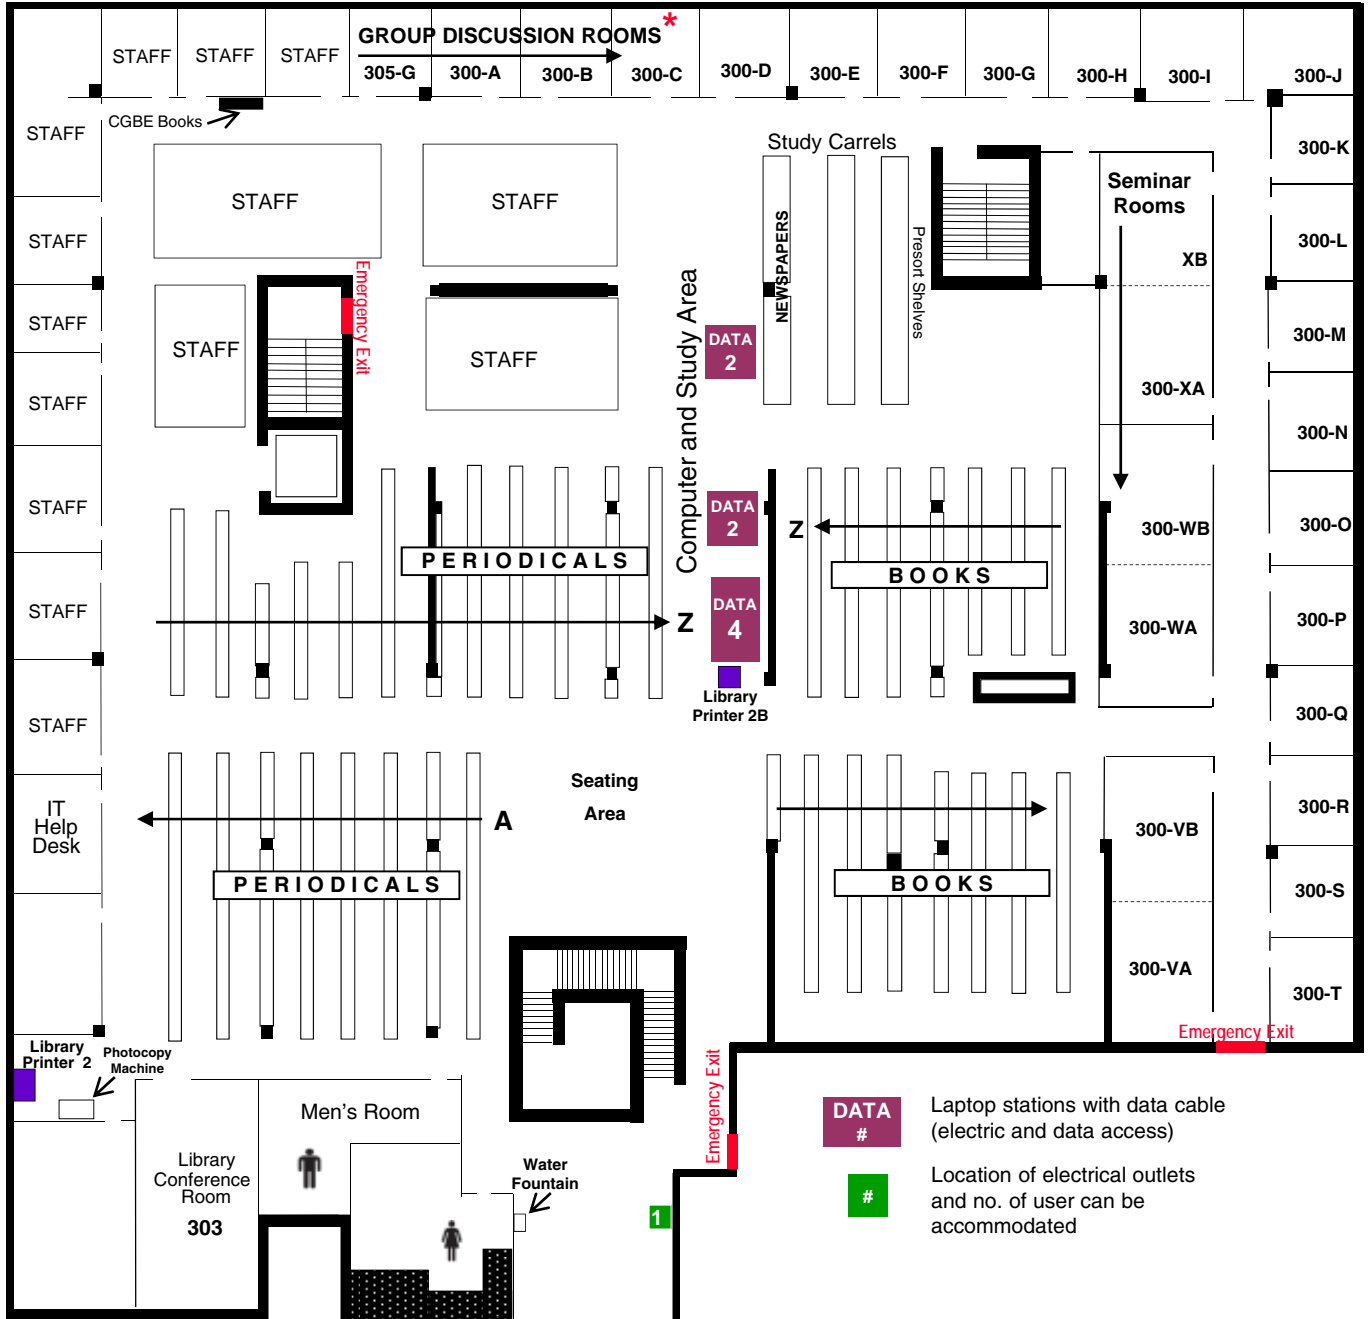 GROUP DISCUSSION ROOMS*
STAFF
STAFF
STAFF
305-G
300-A
300-B
300-C
300-D
300-E
300-F
300-G
300-H
300-I
300-J
CGBE Books
STAFF
Study Carrels
300-K
Seminar
Rooms
STAFF
STAFF
NEWSPAPERS
Presort Shelves
STAFF
300-L
XB
Emergency Exit
Computer and Study Area
STAFF
STAFF
STAFF
DATA
2
300-M
STAFF
300-XA
300-N
STAFF
DATA
2
Z
300-WB
300-O
PERIODICALS
BOOKS
STAFF
Z
DATA
4
300-WA
300-P
Library
Printer 2B
STAFF
300-Q
Seating
Area
IT
Help
Desk
A
300-VB
300-R
PERIODICALS
BOOKS
300-S
300-VA
300-T
Emergency Exit
Library
Printer 2
Photocopy
Machine
Emergency Exit
Men's Room
DATA
#
Laptop stations with data cable
(electric and data access)
Library
Conference
Room
303
Water
Fountain
1
#
Location of electrical outlets
and no. of user can be
accommodated